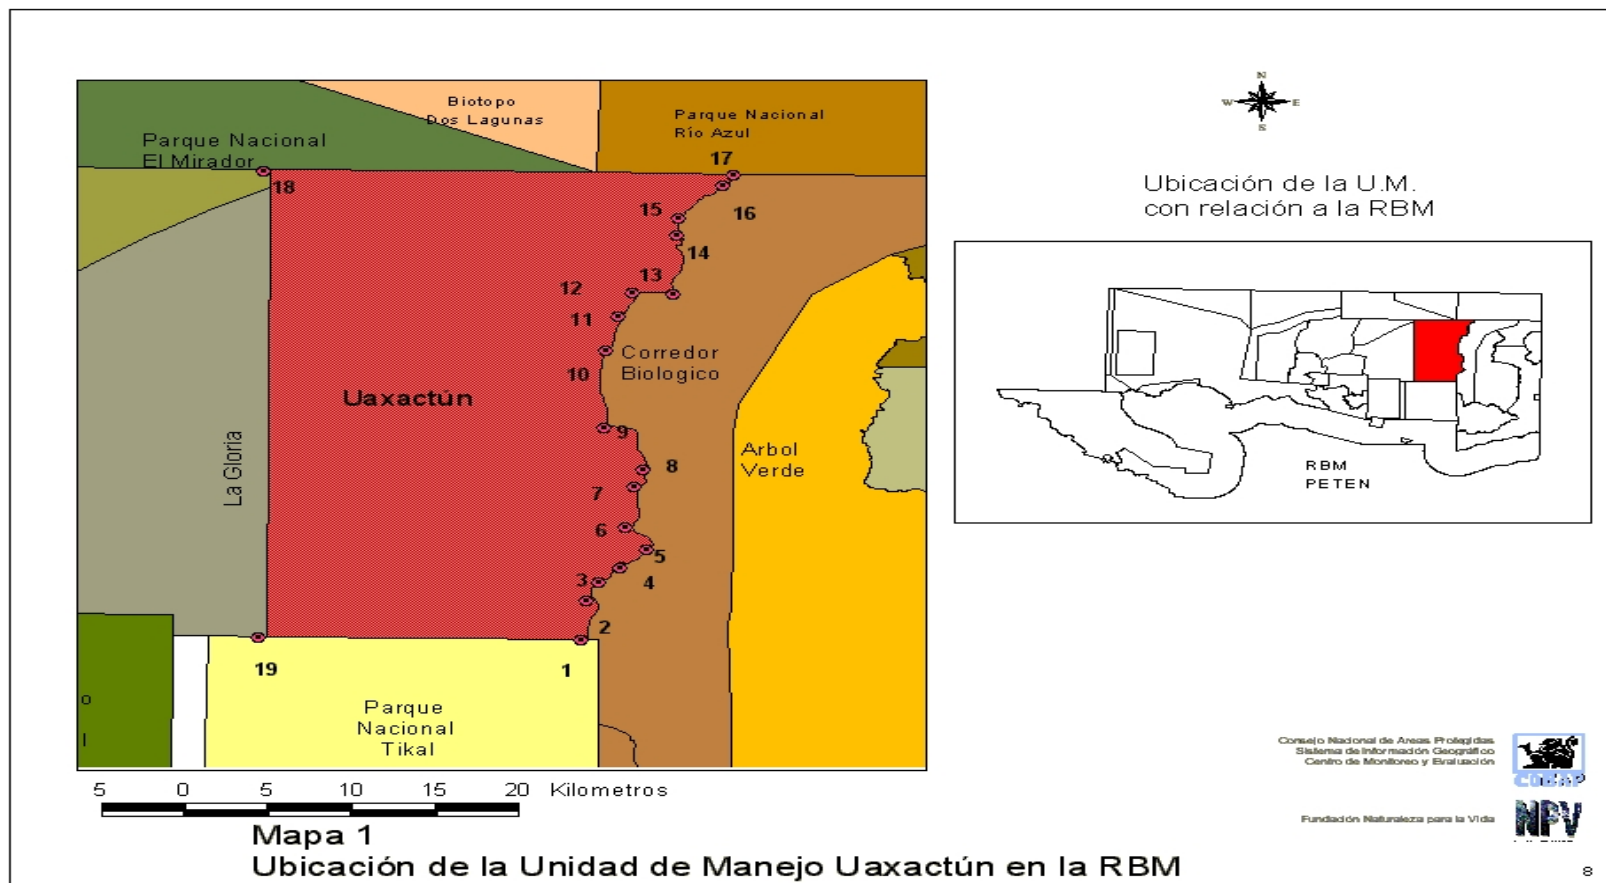 Biotopo
Dos Lagunas
Parque Nacional
Río Azul
Parque Nacional
El Mirador
17
18
16
15
14
13
12
11
Corredor
Biologico
10
Uaxactún
La Gloria
9
8
Arbol
Verde
7
6
5
4
3
2
1
19
Parque
Nacional
Tikal
o
l
5 0 5 10 15 20 Kilometros
Mapa 1
Ubicación de la Unidad de Manejo Uaxactún en la RBM
N
W E
S
Ubicación de la U.M.
con relación a la RBM
RBM
PETEN
Consejo Nacional de Areas Protegidas
Sistema de Información Geográfico
Centro de Monitoreo y Evaluación
Fundación Naturaleza para la Vida
NPV
8